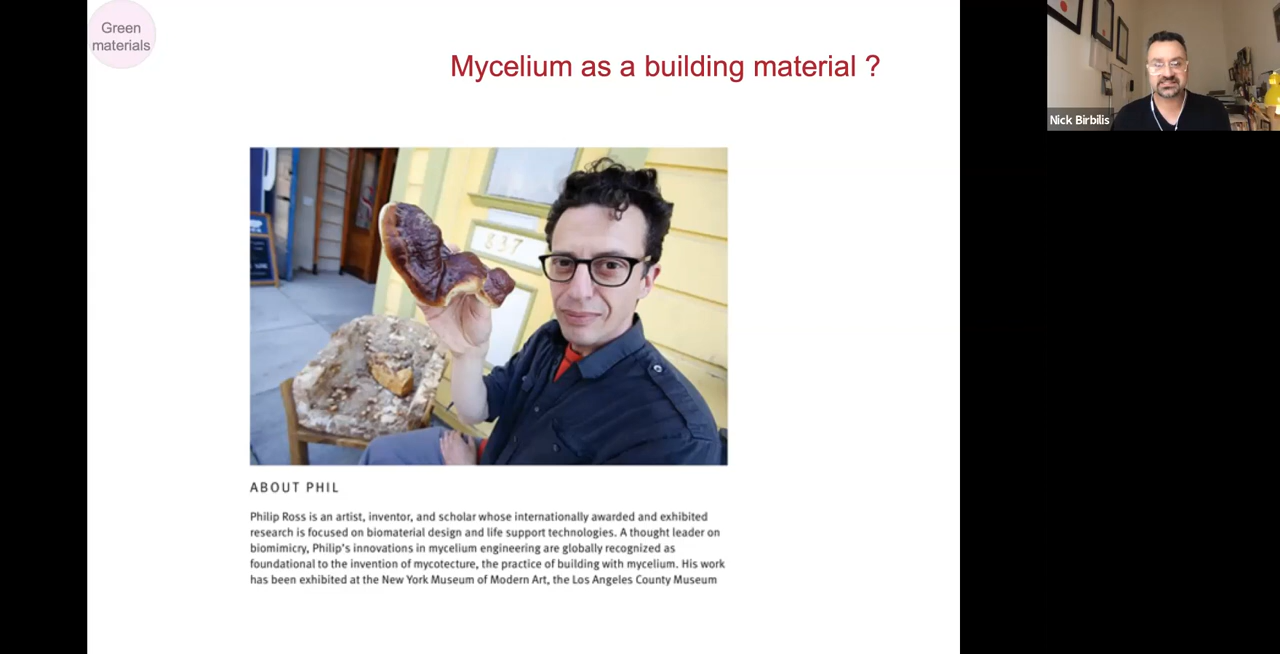 Green
materials
Mycelium as a building material ?
Nick Birbilis
837
ABOUT PHIL
Philip Ross is an artist, inventor, and scholar whose internationally awarded and exhibited
research is focused on biomaterial design and life support technologies. A thought leader on
biomimicry, Philip's innovations in mycelium engineering are globally recognized as
foundational to the invention of mycotecture, the practice of building with mycelium. His work
has been exhibited at the New York Museum of Modern Art, the Los Angeles County Museum